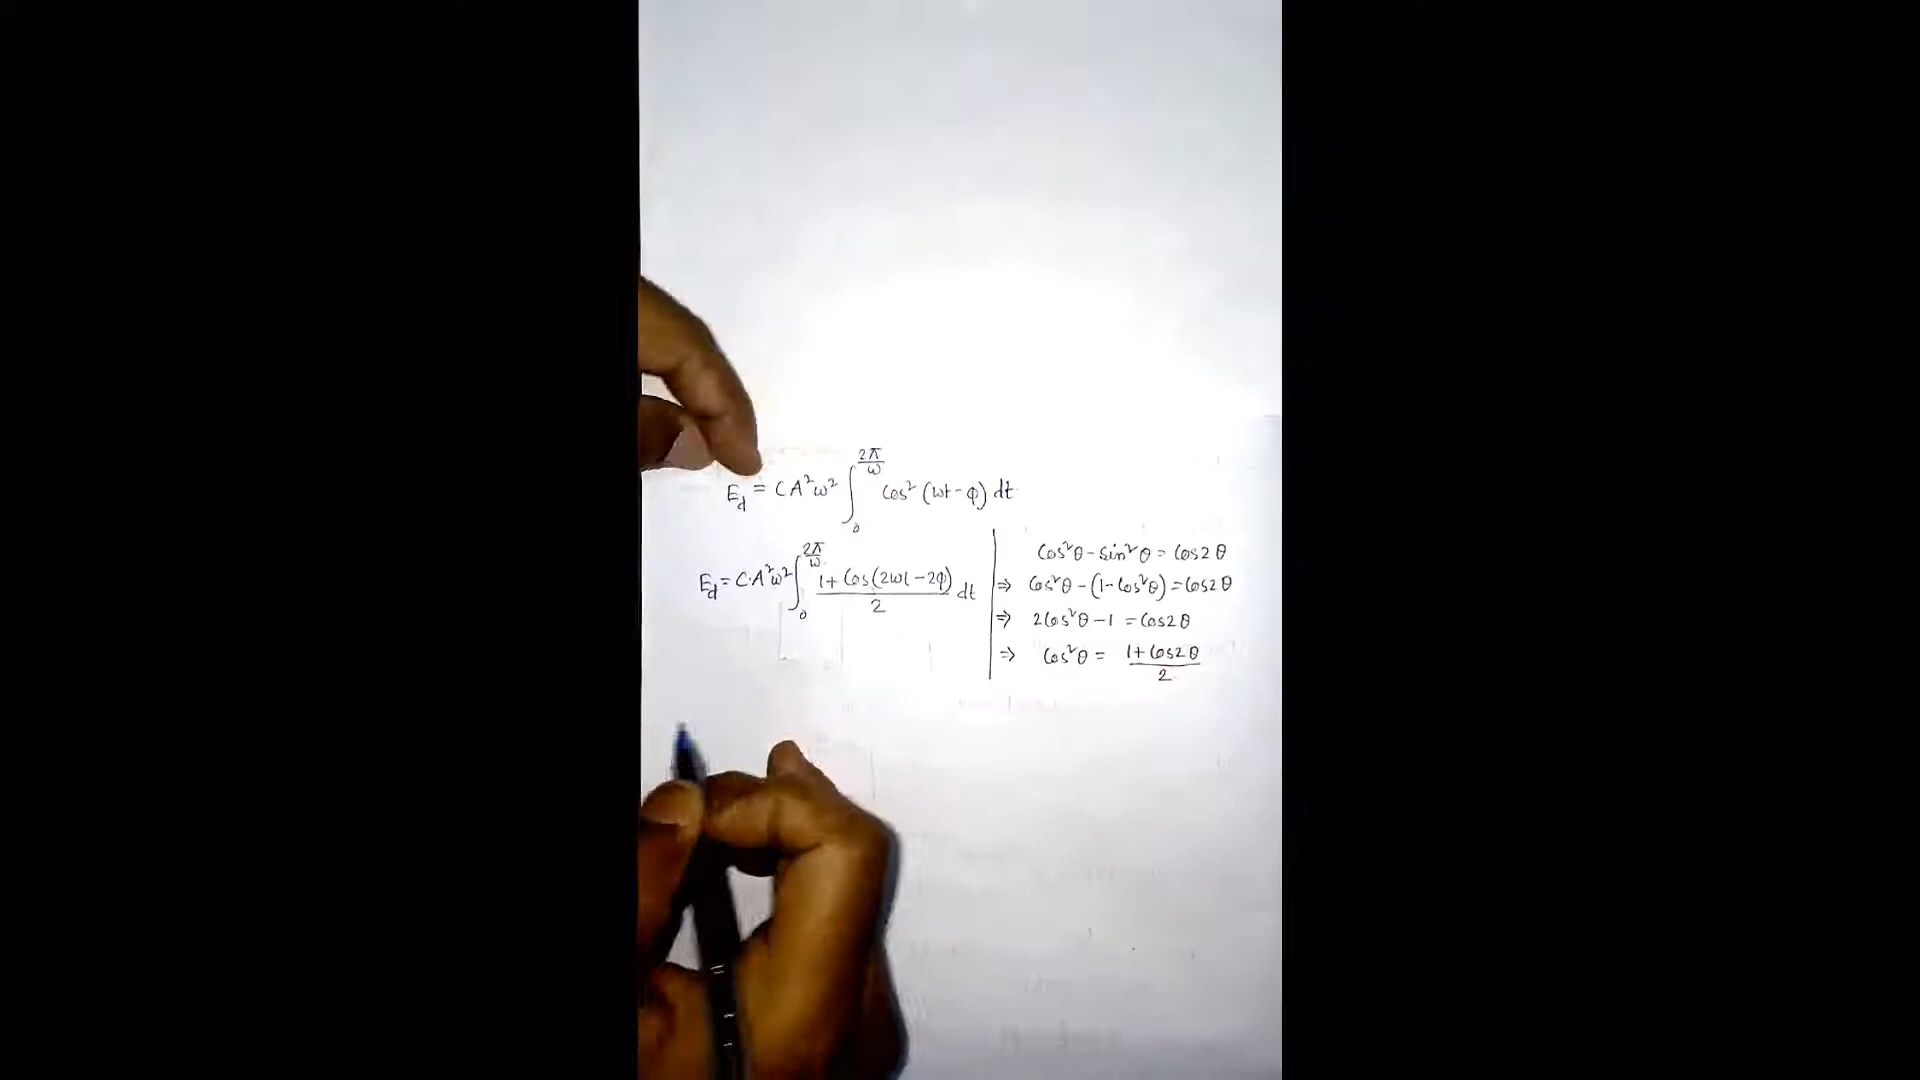 E_d = CA²ω² ∫₀^{2π/ω} Cos² (ωt - φ) dt
E_d = C·A²ω² ∫₀^{2π/ω} (1 + Cos(2ωt - 2φ))/2 dt
Cos²θ - Sin²θ = Cos2θ
⇒ Cos²θ - (1 - Cos²θ) = Cos2θ
⇒ 2Cos²θ - 1 = Cos2θ
⇒ Cos²θ = (1 + Cos2θ)/2